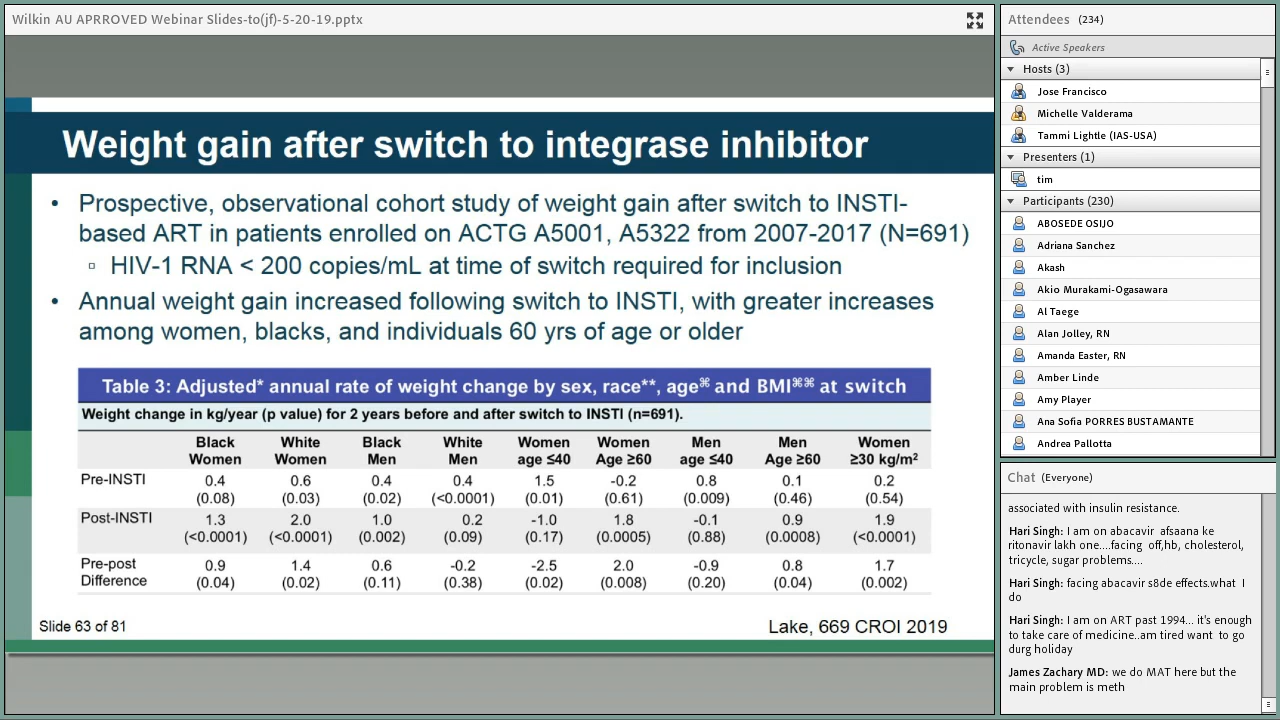 Wilkin AU APRROVED Webinar Slides-to(jf)-5-20-19.pptx
Weight gain after switch to integrase inhibitor
• Prospective, observational cohort study of weight gain after switch to INSTI-
based ART in patients enrolled on ACTG A5001, A5322 from 2007-2017 (N=691)
▫ HIV-1 RNA < 200 copies/mL at time of switch required for inclusion
• Annual weight gain increased following switch to INSTI, with greater increases
among women, blacks, and individuals 60 yrs of age or older
Table 3: Adjusted* annual rate of weight change by sex, race**, age⌘ and BMI⌘⌘ at switch
Weight change in kg/year (p value) for 2 years before and after switch to INSTI (n=691).
Black White Black White Women Women Men Men Women
Women Women Men Men age ≤40 Age ≥60 age ≤40 Age ≥60 ≥30 kg/m²
Pre-INSTI 0.4 0.6 0.4 0.4 1.5 -0.2 0.8 0.1 0.2
(0.08) (0.03) (0.02) (<0.0001) (0.01) (0.61) (0.009) (0.46) (0.54)
Post-INSTI 1.3 2.0 1.0 0.2 -1.0 1.8 -0.1 0.9 1.9
(<0.0001) (<0.0001) (0.002) (0.09) (0.17) (0.0005) (0.88) (0.0008) (<0.0001)
Pre-post 0.9 1.4 0.6 -0.2 -2.5 2.0 -0.9 0.8 1.7
Difference (0.04) (0.02) (0.11) (0.38) (0.02) (0.008) (0.20) (0.04) (0.002)
Slide 63 of 81
Lake, 669 CROI 2019
Attendees (234)
Active Speakers
Hosts (3)
Jose Francisco
Michelle Valderama
Tammi Lightle (IAS-USA)
Presenters (1)
tim
Participants (230)
ABOSEDE OSIJO
Adriana Sanchez
Akash
Akio Murakami-Ogasawara
Al Taege
Alan Jolley, RN
Amanda Easter, RN
Amber Linde
Amy Player
Ana Sofia PORRES BUSTAMANTE
Andrea Pallotta
Chat (Everyone)
associated with insulin resistance.
Hari Singh: I am on abacavir afsaana ke
ritonavir lakh one....facing off,hb, cholesterol,
tricycle, sugar problems....
Hari Singh: facing abacavir s8de effects.what I
do
Hari Singh: I am on ART past 1994... it's enough
to take care of medicine..am tired want to go
durg holiday
James Zachary MD: we do MAT here but the
main problem is meth